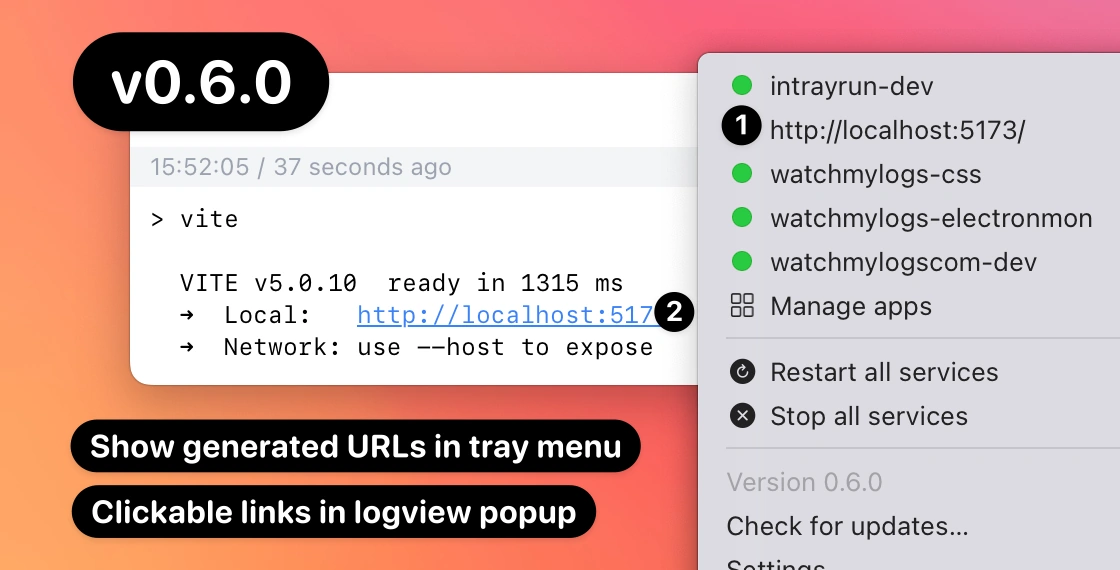 v0.6.0
15:52:05 / 37 seconds ago
> vite
VITE v5.0.10  ready in 1315 ms
➜  Local:   http://localhost:517
2
➜  Network: use --host to expose
Show generated URLs in tray menu
Clickable links in logview popup
intrayrun-dev
1
http://localhost:5173/
watchmylogs-css
watchmylogs-electronmon
watchmylogscom-dev
Manage apps
Restart all services
Stop all services
Version 0.6.0
Check for updates...
Settings